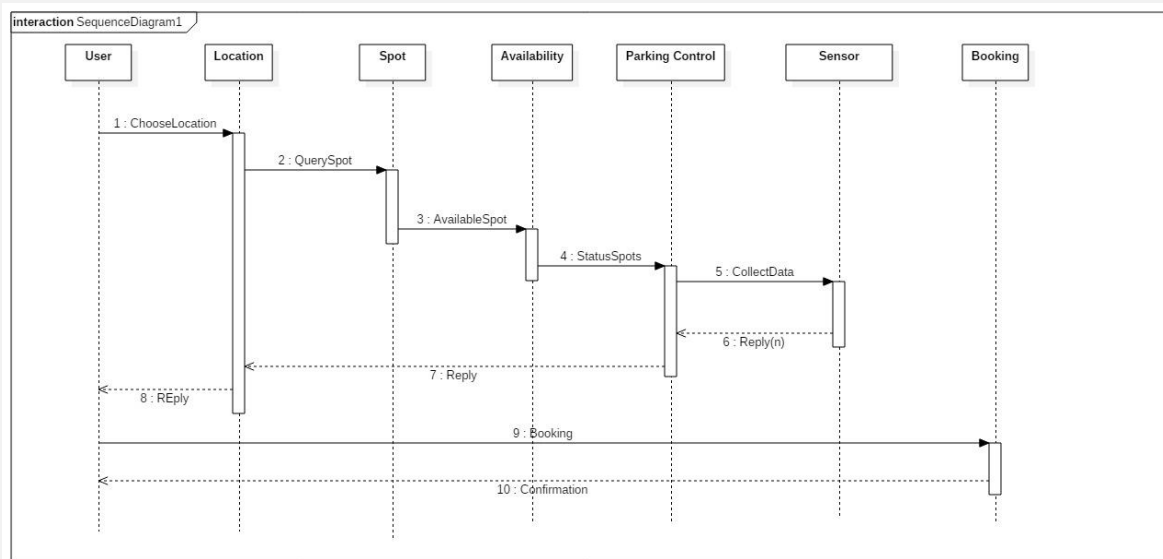 interaction SequenceDiagram1
User
Location
Spot
Availability
Parking Control
Sensor
Booking
1 : ChooseLocation
2 : QuerySpot
3 : AvailableSpot
4 : StatusSpots
5 : CollectData
6 : Reply(n)
7 : Reply
8 : REply
9 : Booking
10 : Confirmation